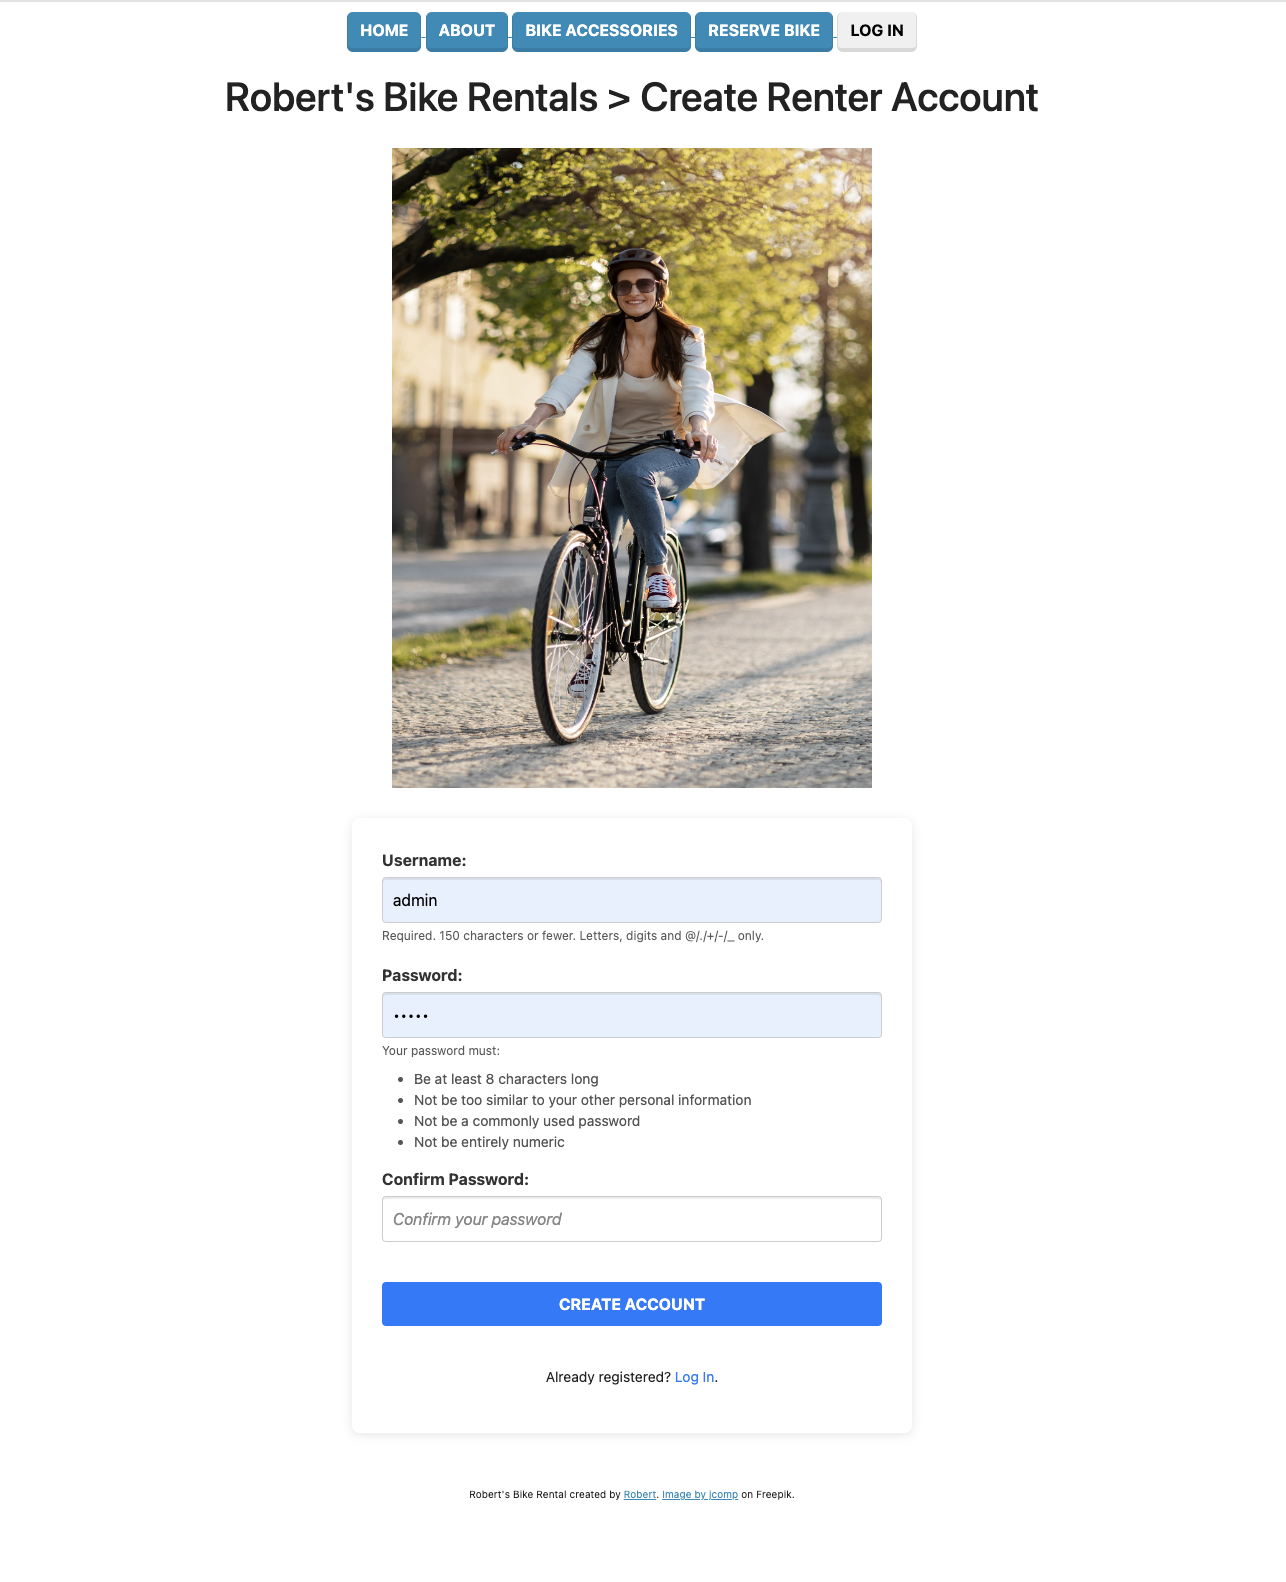 HOME ABOUT BIKE ACCESSORIES RESERVE BIKE LOG IN
Robert's Bike Rentals > Create Renter Account
Username:
admin
Required. 150 characters or fewer. Letters, digits and @/./+/-/_ only.
Password:
•••••
Your password must:
• Be at least 8 characters long
• Not be too similar to your other personal information
• Not be a commonly used password
• Not be entirely numeric
Confirm Password:
Confirm your password
CREATE ACCOUNT
Already registered? Log In.
Robert's Bike Rental created by Robert. Image by jcomp on Freepik.